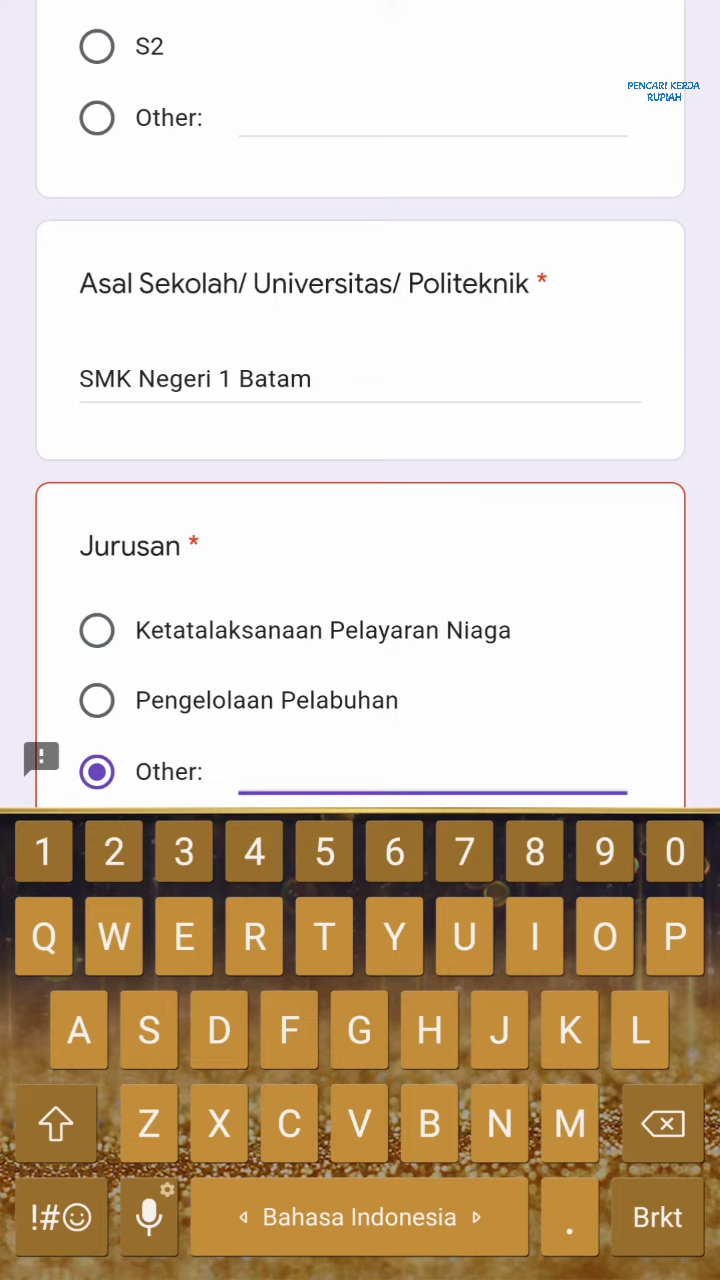 S2
PENCARI KERJA
RUPIAH
Other:
Asal Sekolah/ Universitas/ Politeknik *
SMK Negeri 1 Batam
Jurusan *
Ketatalaksanaan Pelayaran Niaga
Pengelolaan Pelabuhan
!
Other:
1 2 3 4 5 6 7 8 9 0
Q W E R T Y U I O P
A S D F G H J K L
Z X C V B N M
!#☺ Bahasa Indonesia . Brkt